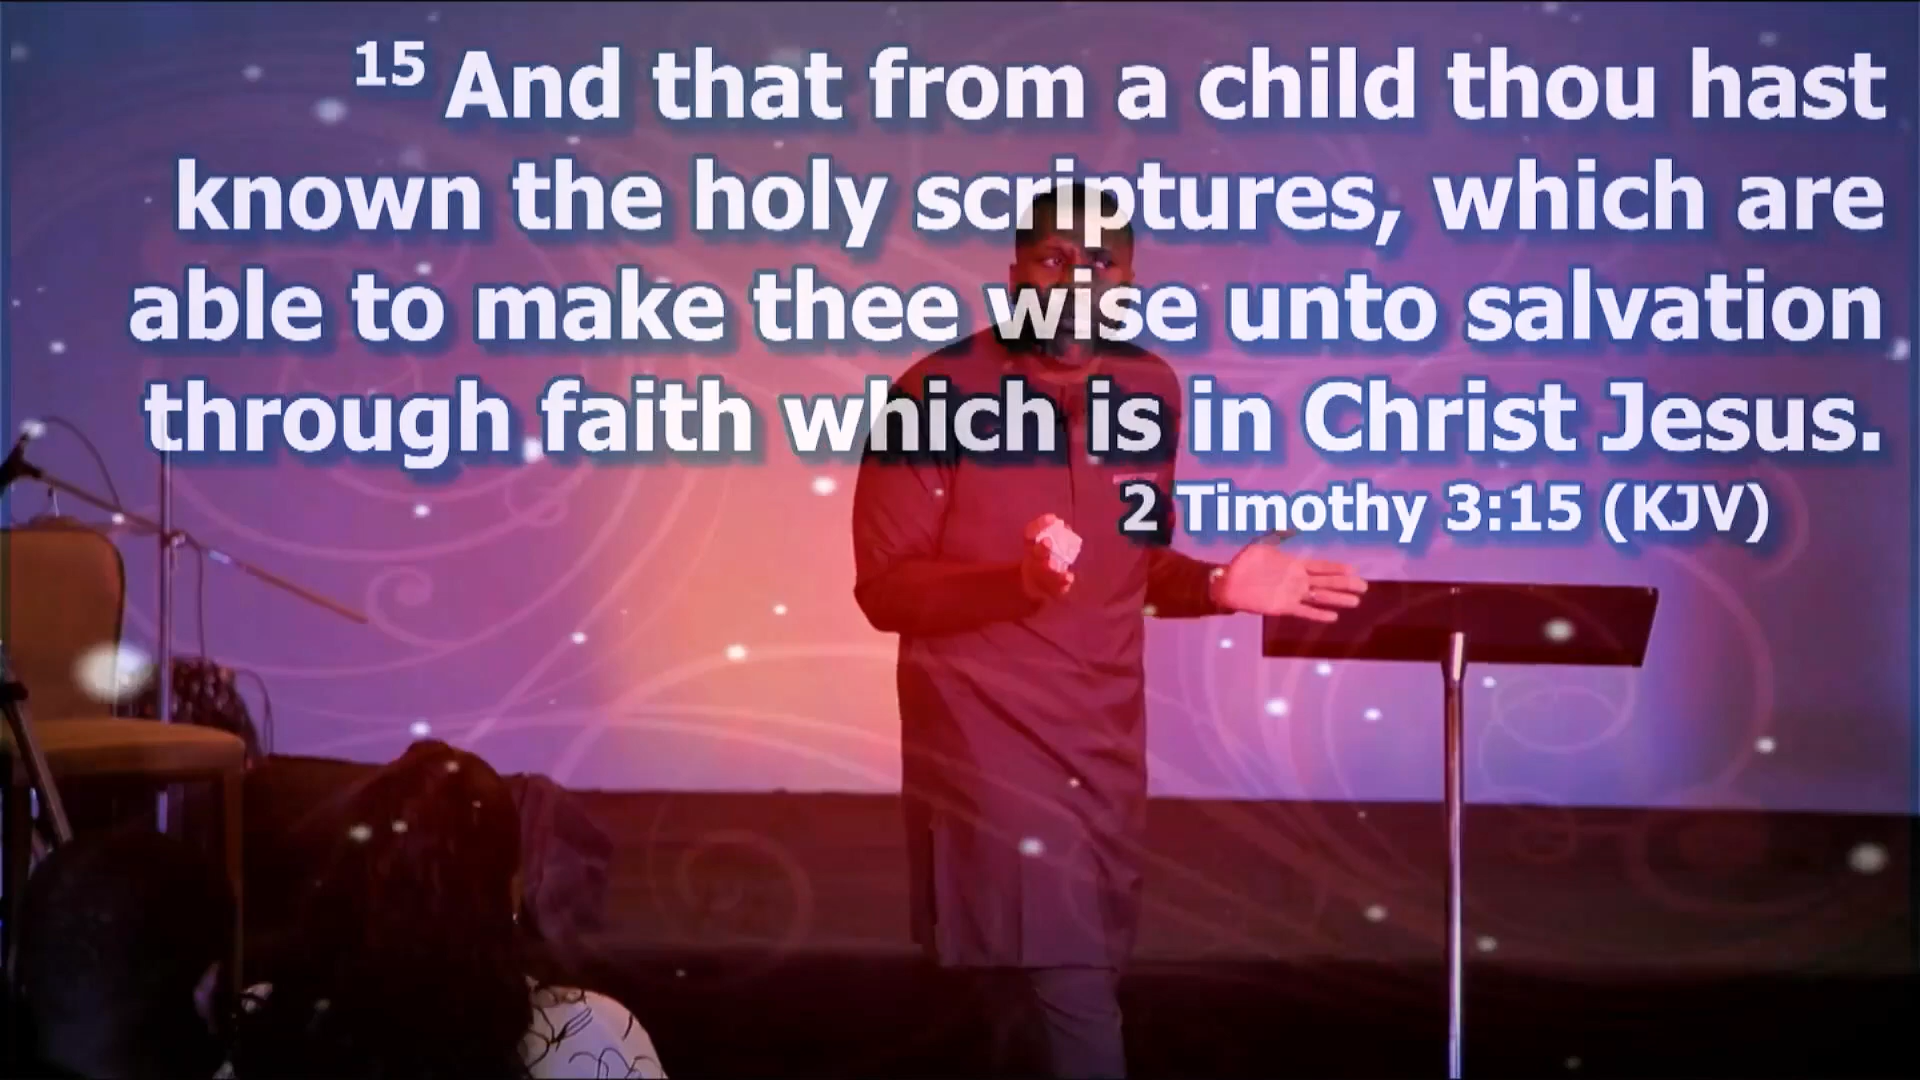 15 And that from a child thou hast
known the holy scriptures, which are
able to make thee wise unto salvation
through faith which is in Christ Jesus.
2 Timothy 3:15 (KJV)